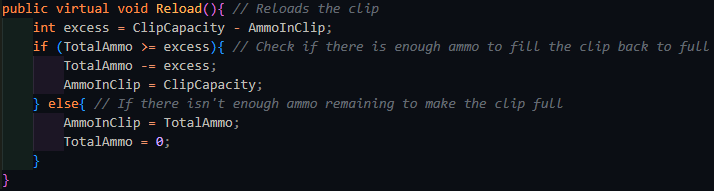 public virtual void Reload(){ // Reloads the clip
    int excess = ClipCapacity - AmmoInClip;
    if (TotalAmmo >= excess){ // Check if there is enough ammo to fill the clip back to full
        TotalAmmo -= excess;
        AmmoInClip = ClipCapacity;
    } else{ // If there isn't enough ammo remaining to make the clip full
        AmmoInClip = TotalAmmo;
        TotalAmmo = 0;
    }
}